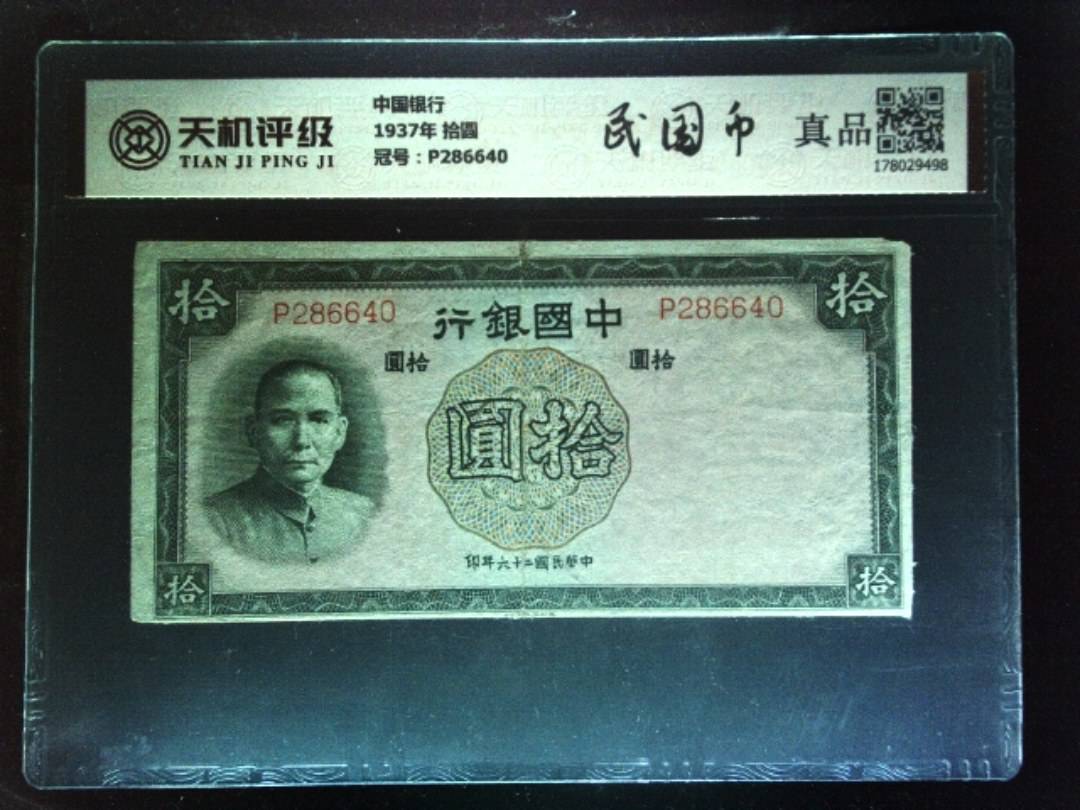 天机评级
TIAN JI PING JI
中国银行
1937年 拾圆
冠号：P286640
民国币
真品
178029498
拾
P286640
行銀國中
P286640
拾
圓拾
圓拾
圓拾
印年六十二國民華中
拾
拾